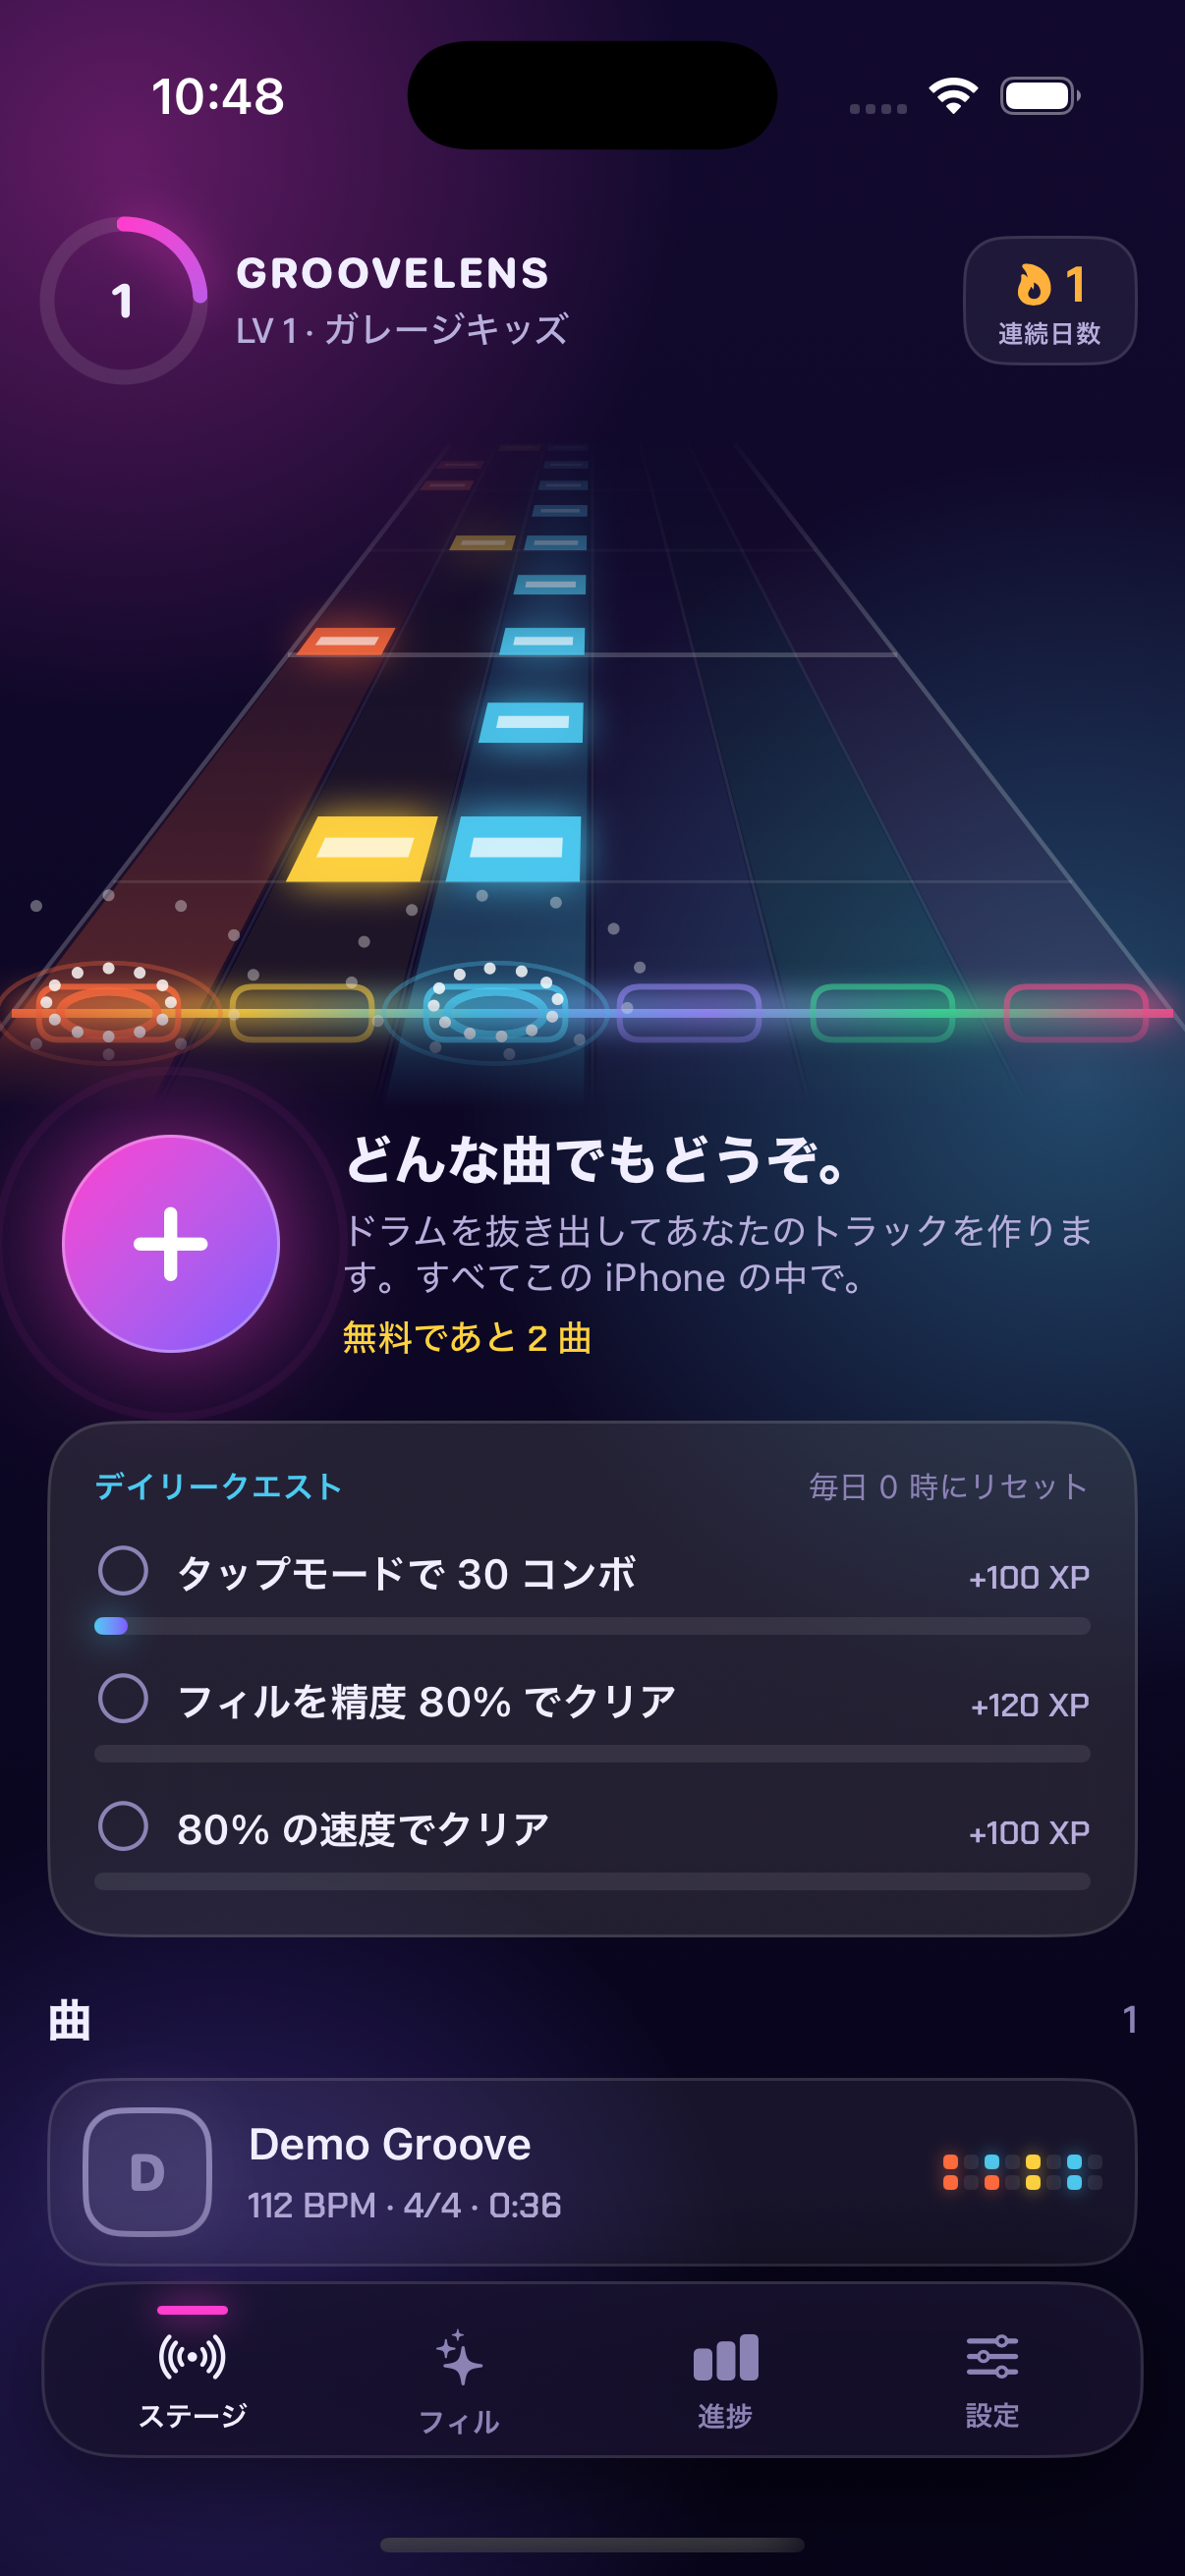 10:48
1
GROOVELENS
LV 1 · ガレージキッズ
1
連続日数
どんな曲でもどうぞ。
ドラムを抜き出してあなたのトラックを作りま
す。すべてこの iPhone の中で。
無料であと 2 曲
デイリークエスト
毎日 0 時にリセット
タップモードで 30 コンボ
+100 XP
フィルを精度 80% でクリア
+120 XP
80% の速度でクリア
+100 XP
曲
1
D
Demo Groove
112 BPM · 4/4 · 0:36
ステージ
フィル
進捗
設定